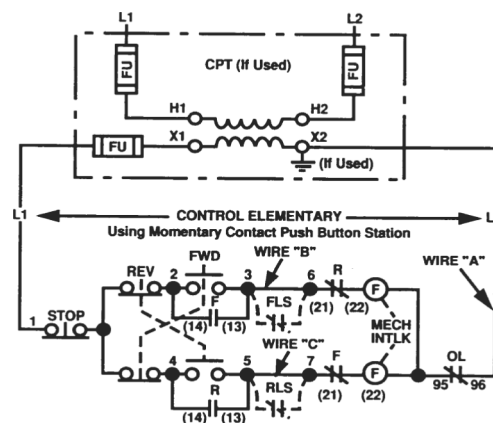 L1 L2
FU CPT (If Used) FU
H1 H2
X1 X2
FU (If Used)
L1 CONTROL ELEMENTARY L
Using Momentary Contact Push Button Station
FWD WIRE "B" WIRE "A"
REV 2 3 6 R
F F
1 STOP (14) (13) FLS (21) (22)
MECH
INTLK
WIRE "C"
4 5 7 F OL
R RLS F 95 96
(14) (13) (21) (22)